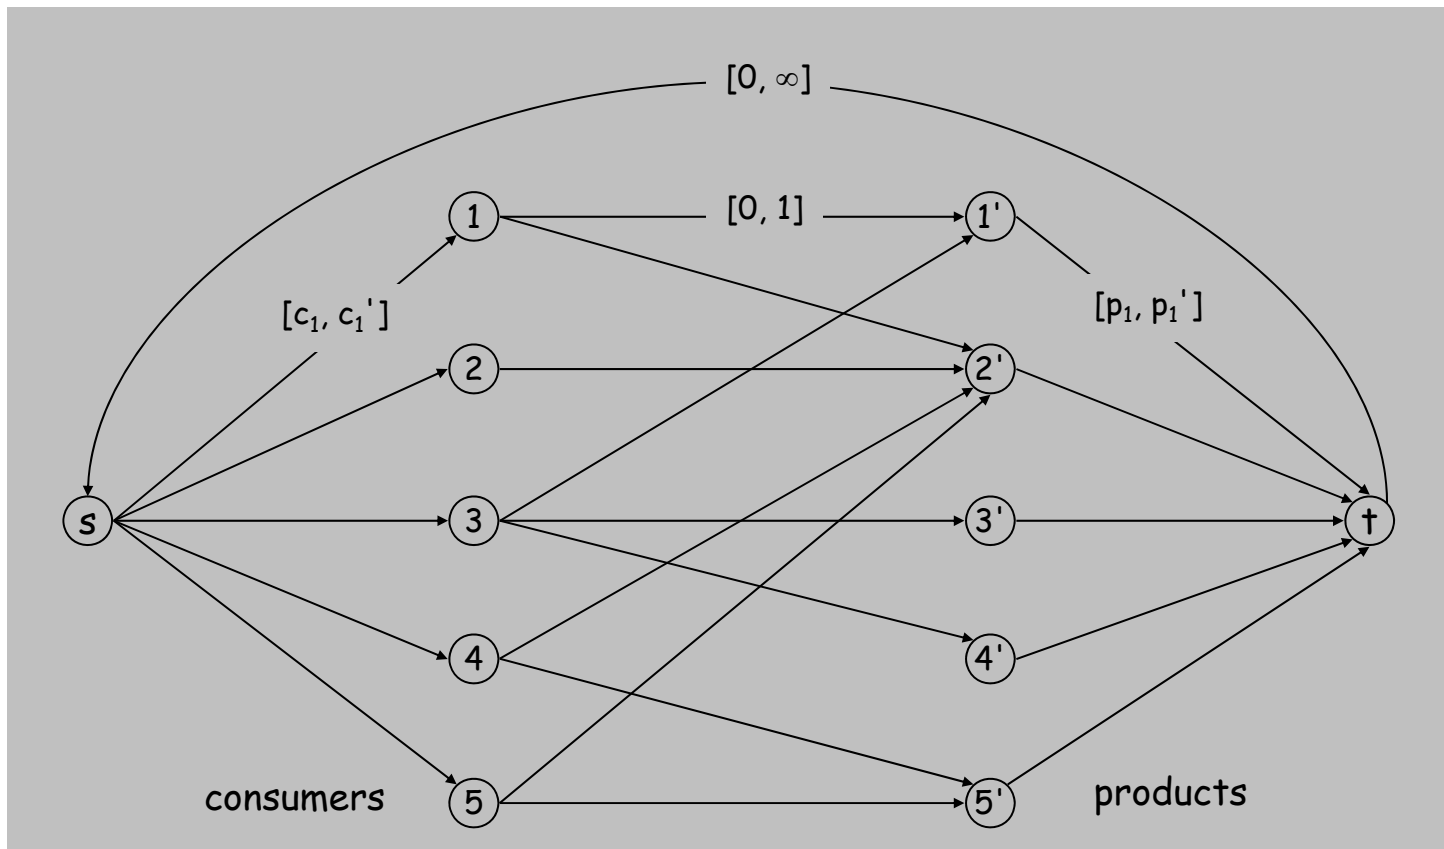 [0, ∞]
1
[0, 1]
1'
[c₁, c₁']
[p₁, p₁']
2
2'
s
3
3'
t
4
4'
consumers
5
5'
products